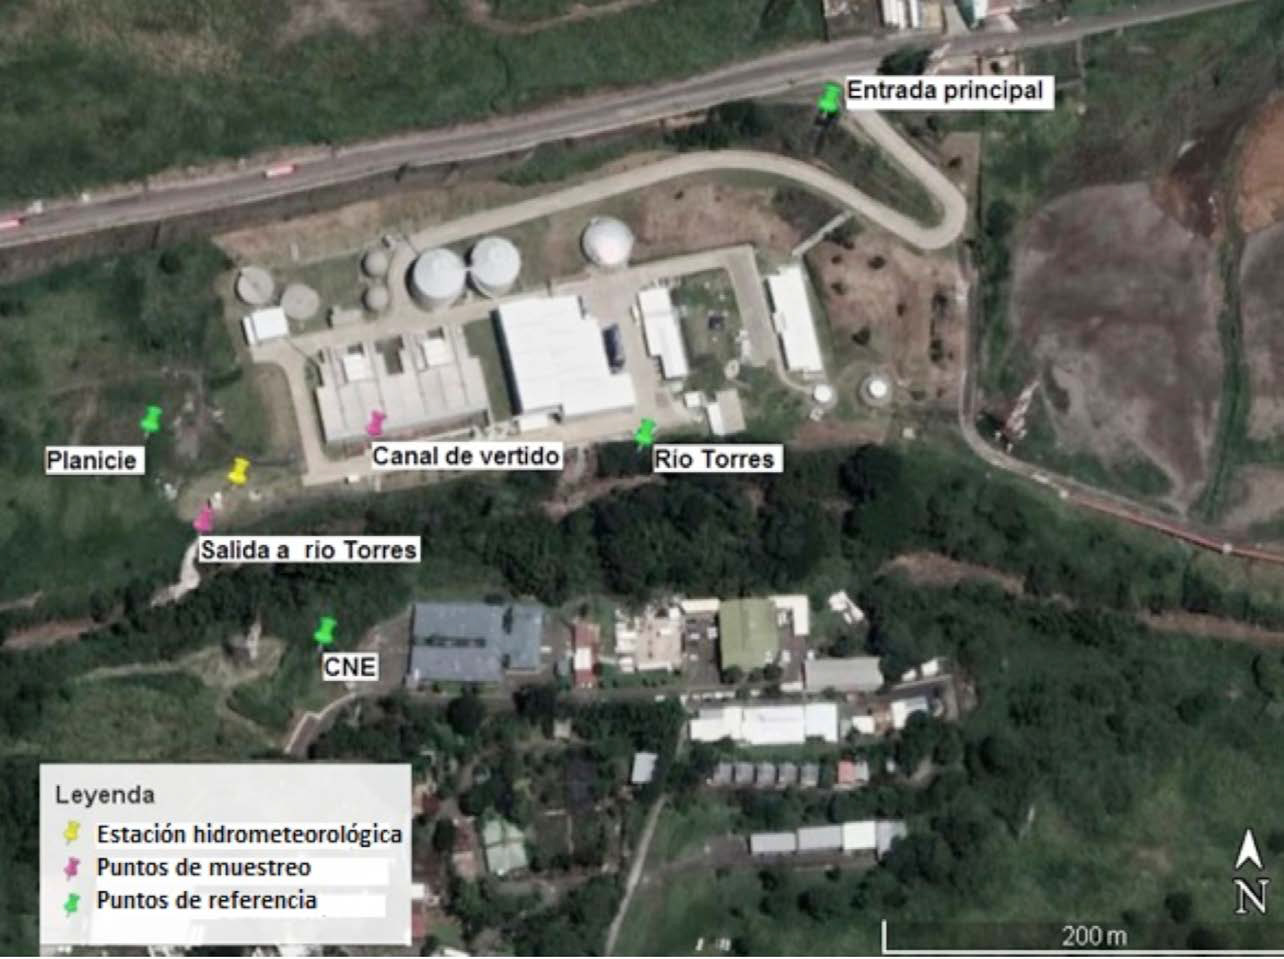 Entrada principal
Planicie
Canal de vertido
Rio Torres
Salida a rio Torres
CNE
Leyenda
Estación hidrometeorológica
Puntos de muestreo
Puntos de referencia
N
200 m